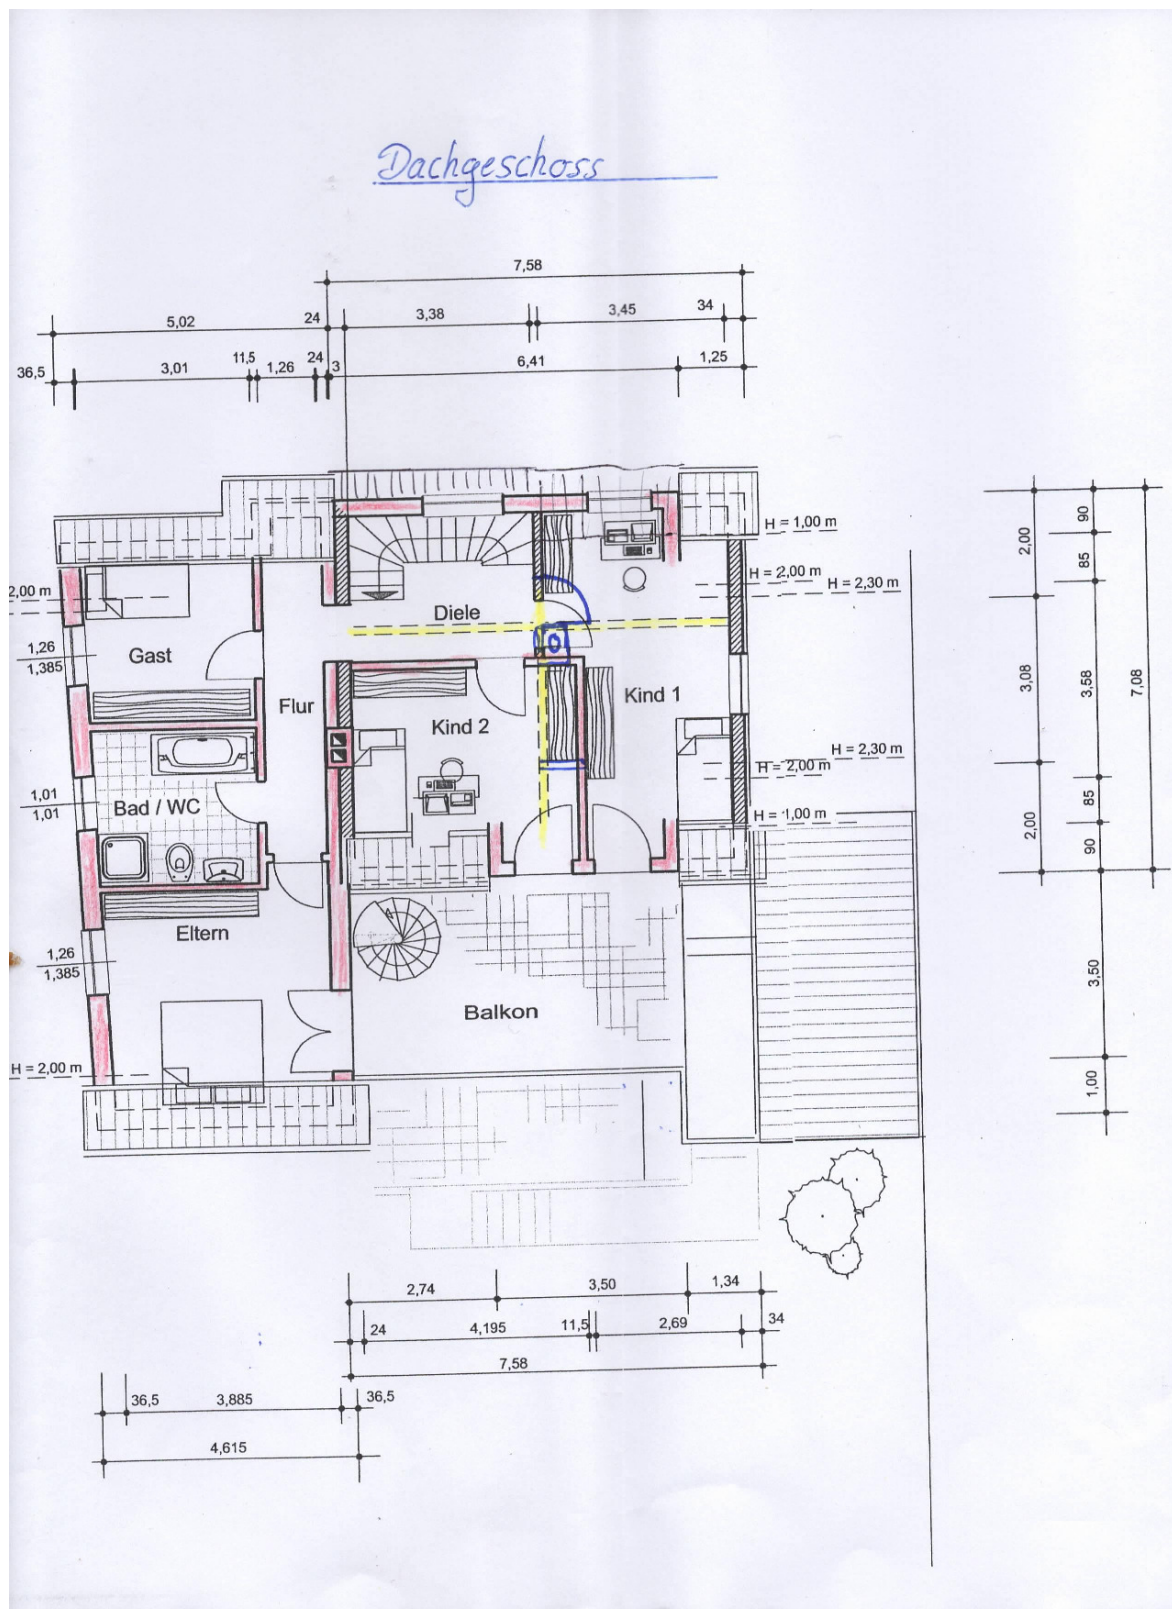 Dachgeschoss
7,58
5,02
24
3,38
3,45
34
36,5
3,01
11,5
1,26
24
3
6,41
1,25
H = 1,00 m
H = 2,00 m
H = 2,30 m
2,00 m
1,26
1,385
Gast
Diele
Flur
Kind 2
Kind 1
H = 2,30 m
H = 2,00 m
H = 1,00 m
1,01
1,01
Bad / WC
Eltern
1,26
1,385
Balkon
H = 2,00 m
2,00
90
85
3,08
3,58
7,08
2,00
85
90
3,50
1,00
2,74
3,50
1,34
24
4,195
11,5
2,69
34
7,58
36,5
3,885
36,5
4,615